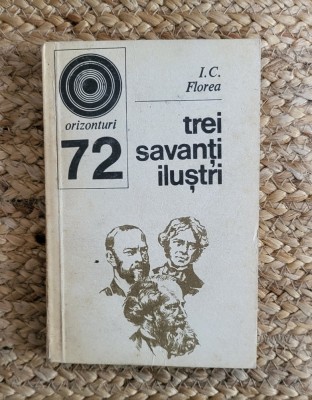 orizonturi
72
I.C.
Florea
trei
savanți
iluștri